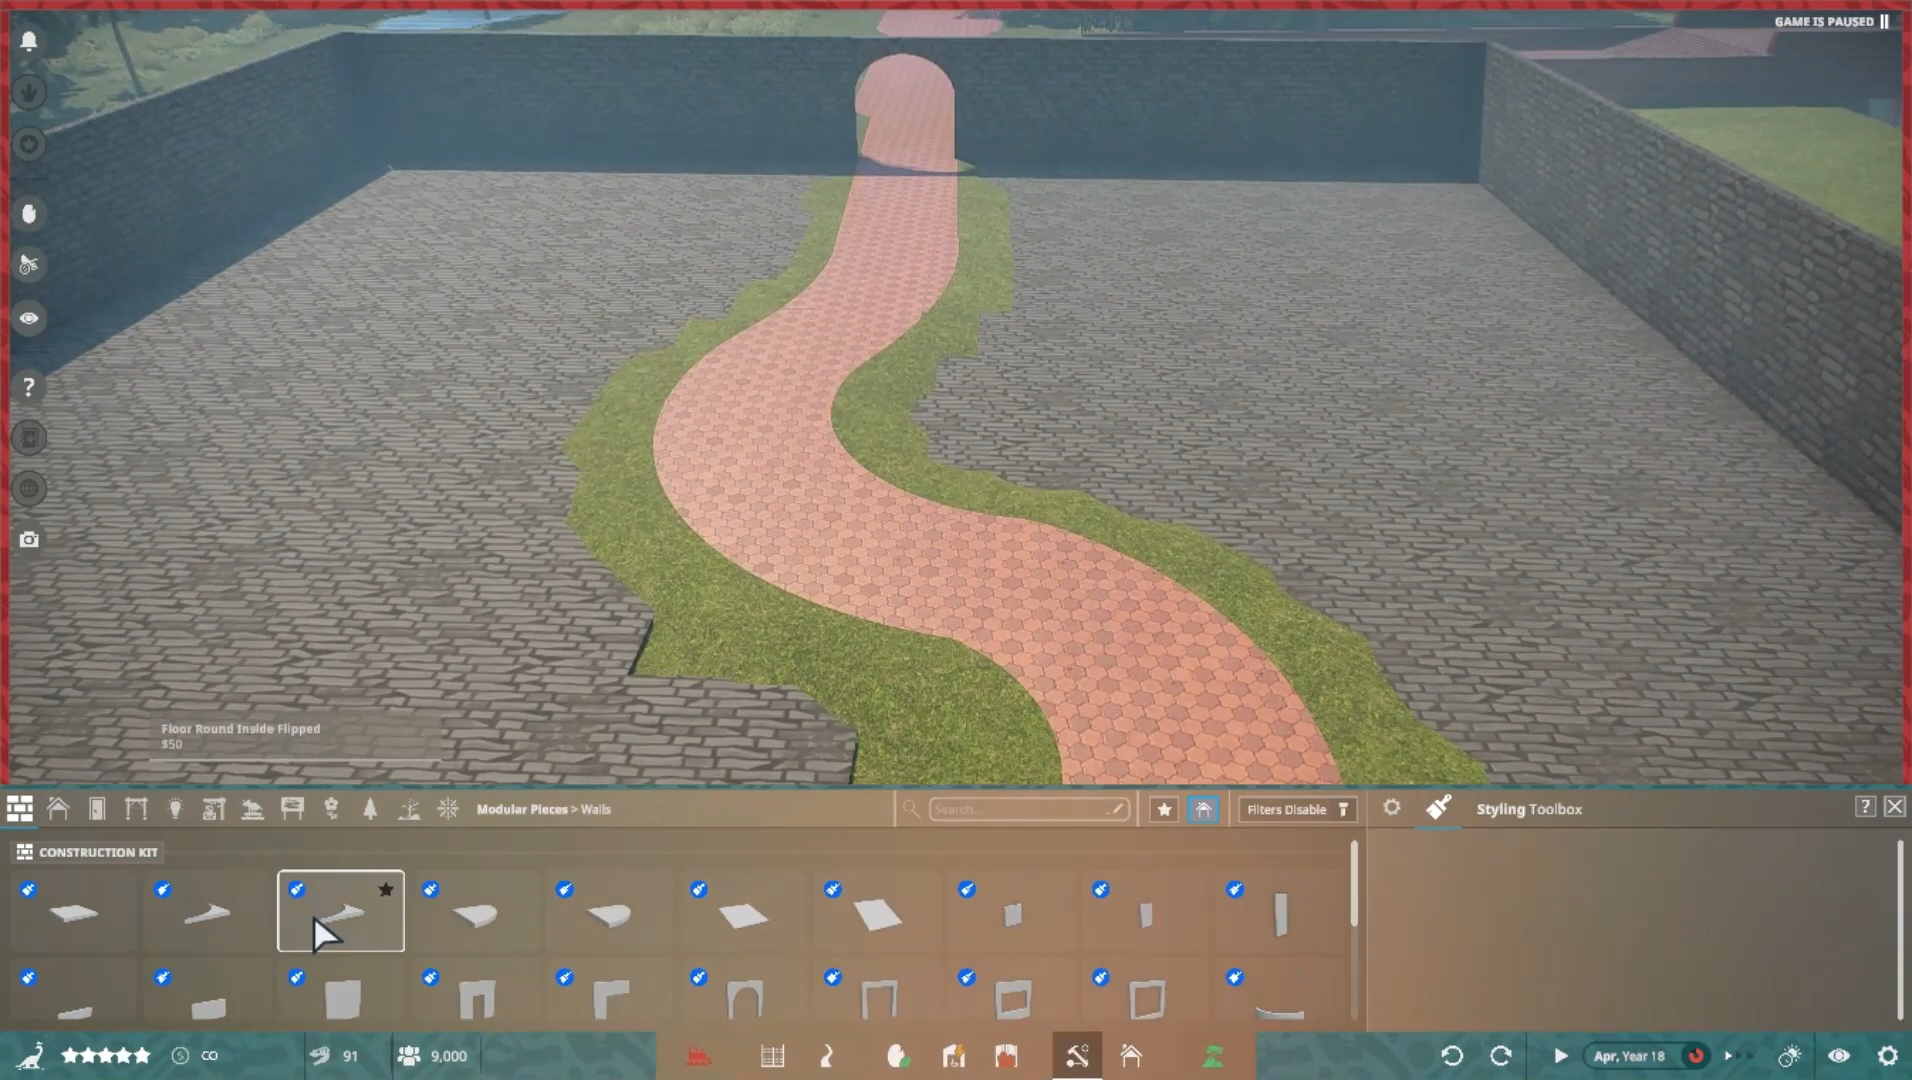 GAME IS PAUSED
?
Floor Round Inside Flipped
$50
Modular Pieces > Walls
Search...
Filters Disable
Styling Toolbox
?
CONSTRUCTION KIT
91
9,000
Apr, Year 18